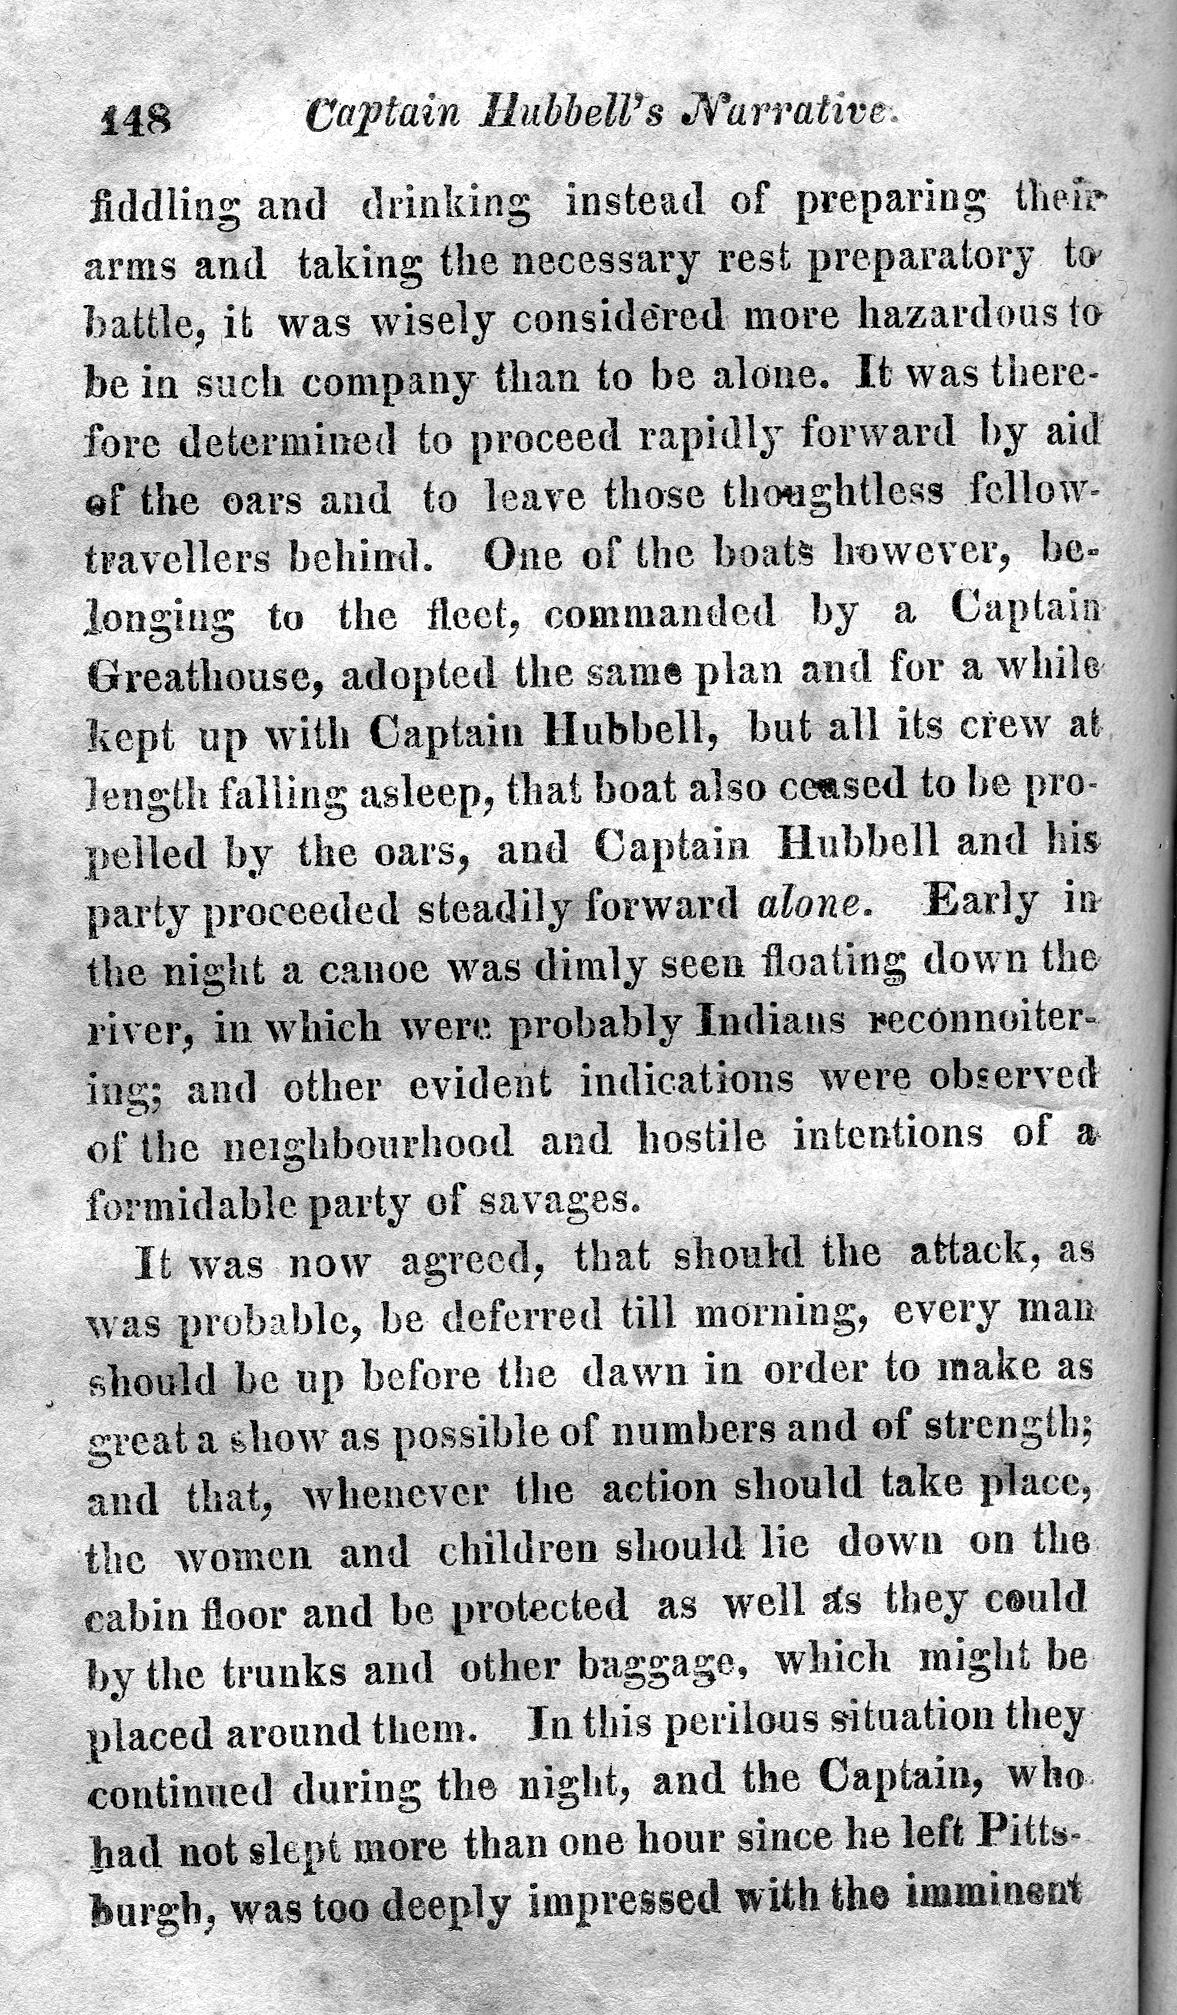 148 Captain Hubbell's Narrative.
fiddling and drinking instead of preparing their
arms and taking the necessary rest preparatory to
battle, it was wisely considered more hazardous to
be in such company than to be alone. It was there-
fore determined to proceed rapidly forward by aid
of the oars and to leave those thoughtless fellow-
travellers behind. One of the boats however, be-
longing to the fleet, commanded by a Captain
Greathouse, adopted the same plan and for a while
kept up with Captain Hubbell, but all its crew at
length falling asleep, that boat also ceased to be pro-
pelled by the oars, and Captain Hubbell and his
party proceeded steadily forward alone. Early in
the night a canoe was dimly seen floating down the
river, in which were probably Indians reconnoiter-
ing; and other evident indications were observed
of the neighbourhood and hostile intentions of a
formidable party of savages.
It was now agreed, that should the attack, as
was probable, be deferred till morning, every man
should be up before the dawn in order to make as
great a show as possible of numbers and of strength;
and that, whenever the action should take place,
the women and children should lie down on the
cabin floor and be protected as well as they could
by the trunks and other baggage, which might be
placed around them. In this perilous situation they
continued during the night, and the Captain, who
had not slept more than one hour since he left Pitts-
burgh, was too deeply impressed with the imminent